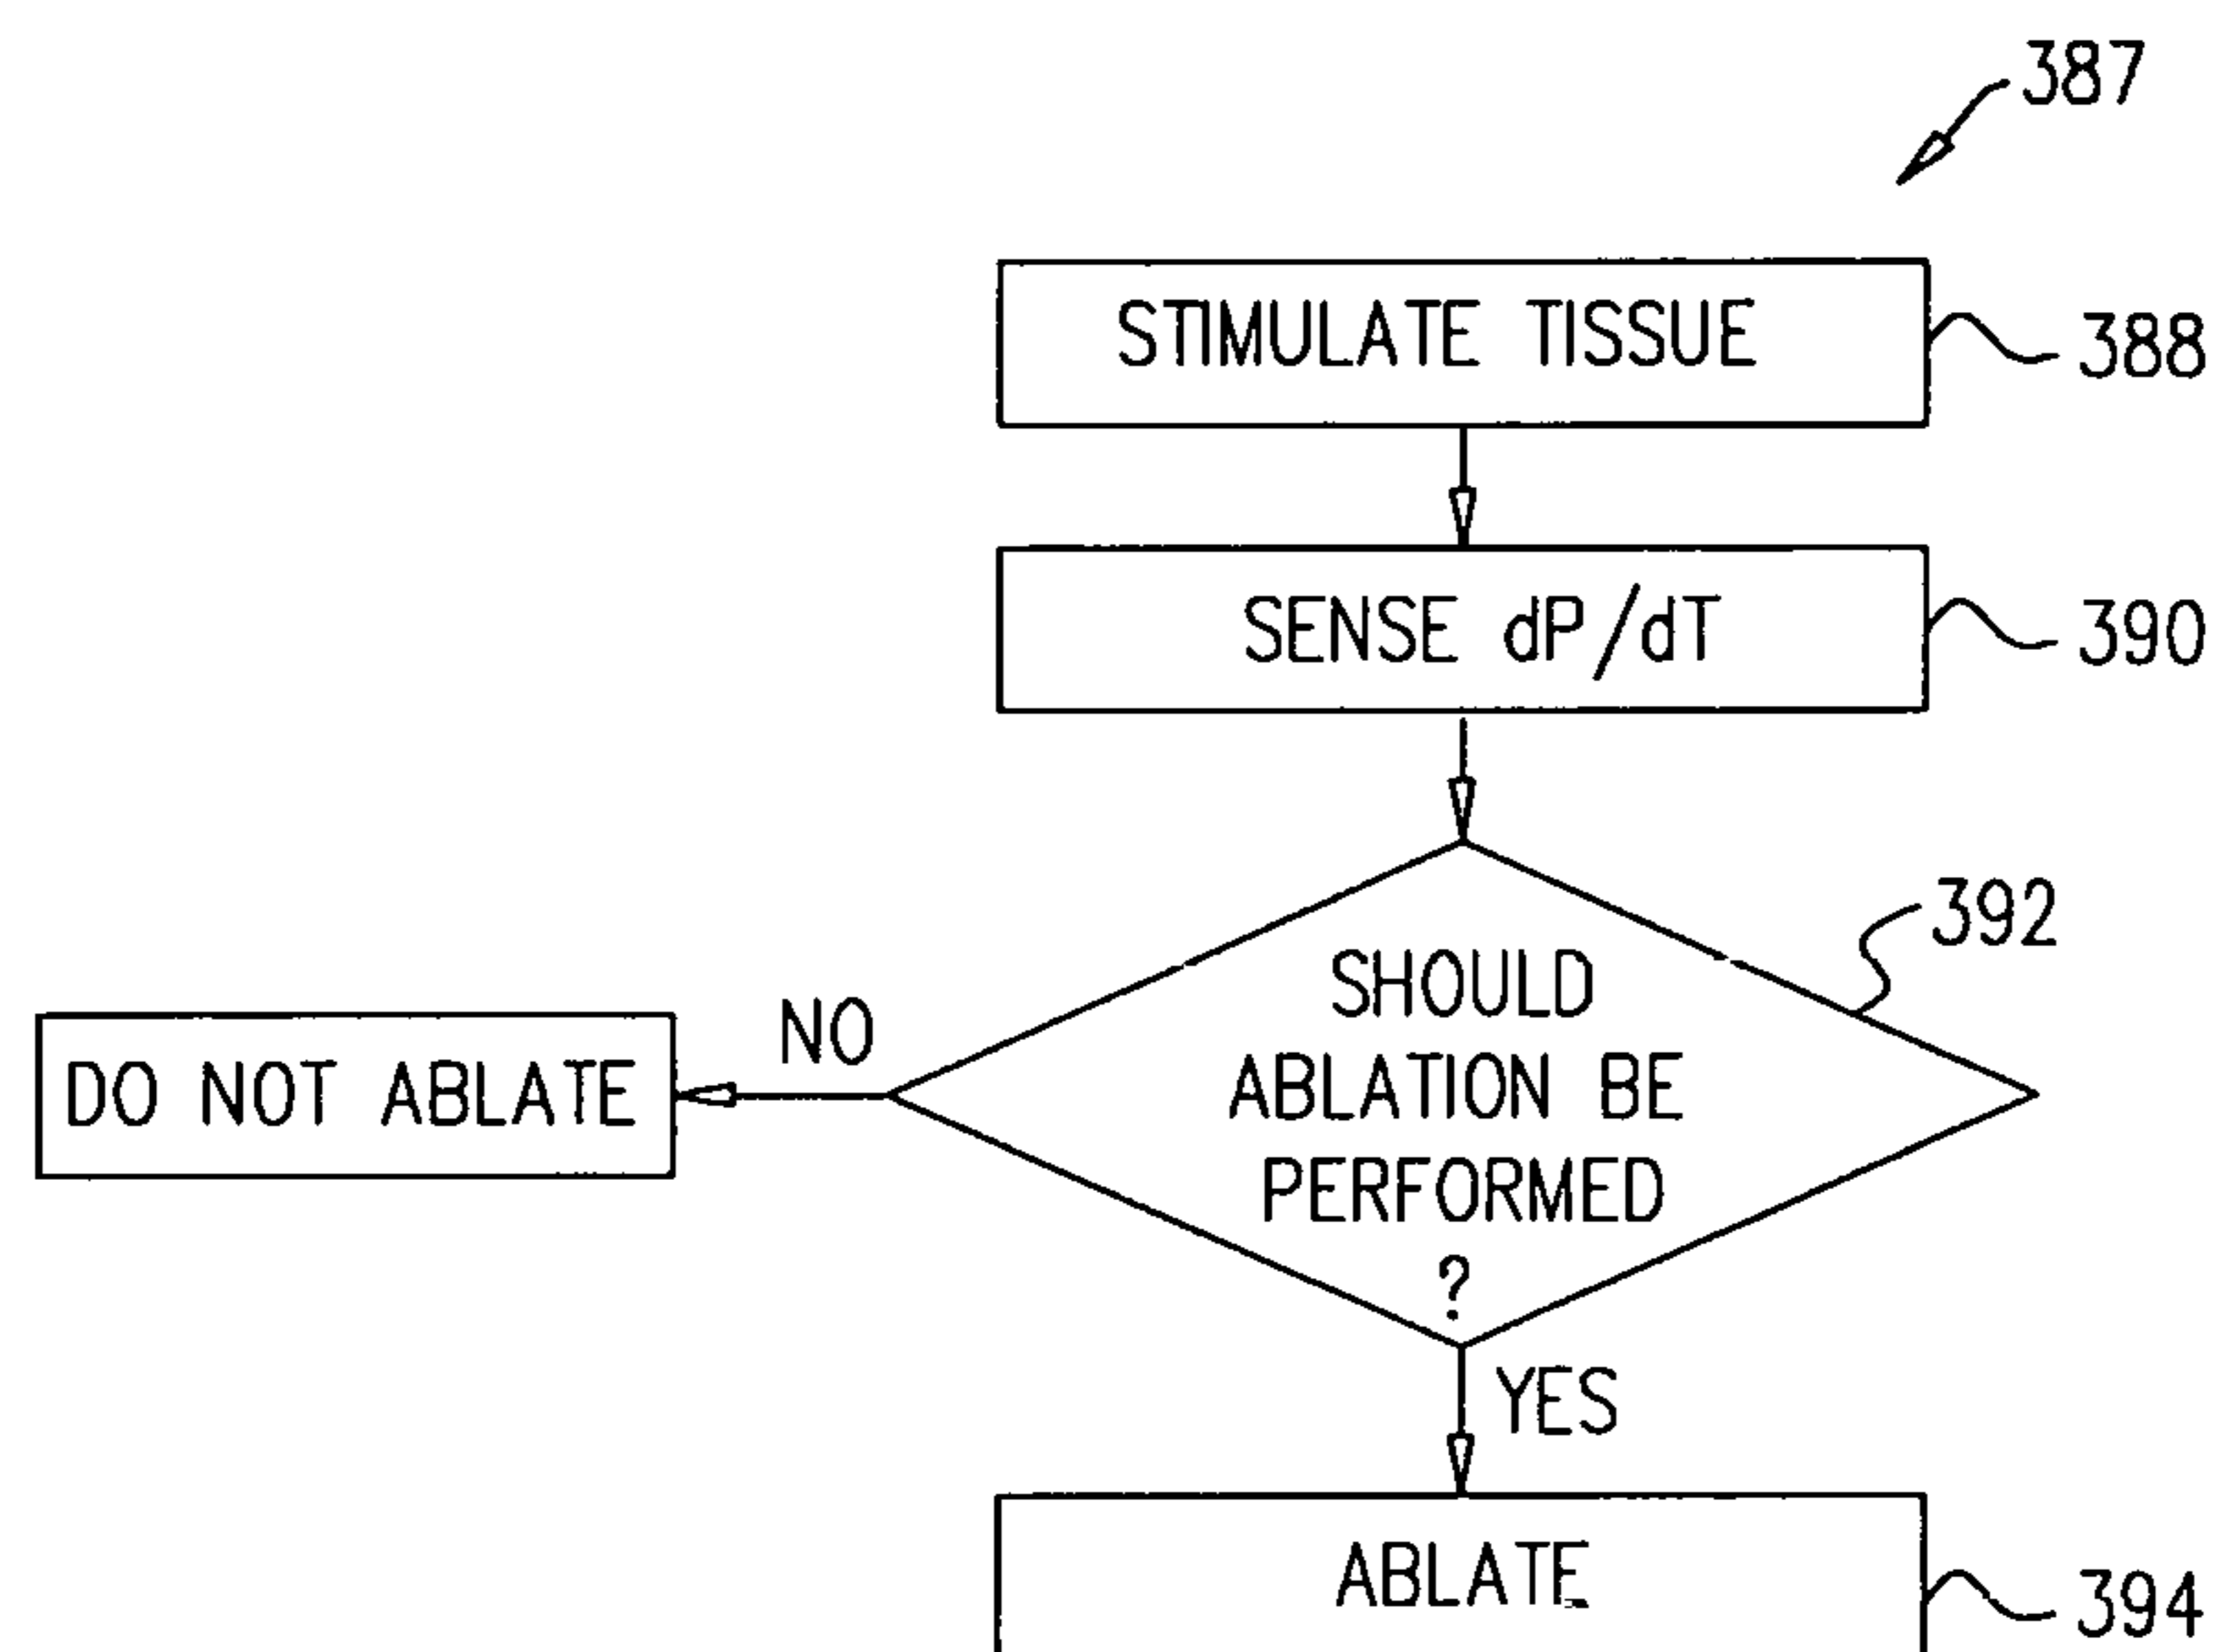 387
STIMULATE TISSUE
388
SENSE dP/dT
390
392
SHOULD
ABLATION BE
PERFORMED
?
NO
DO NOT ABLATE
YES
ABLATE
394